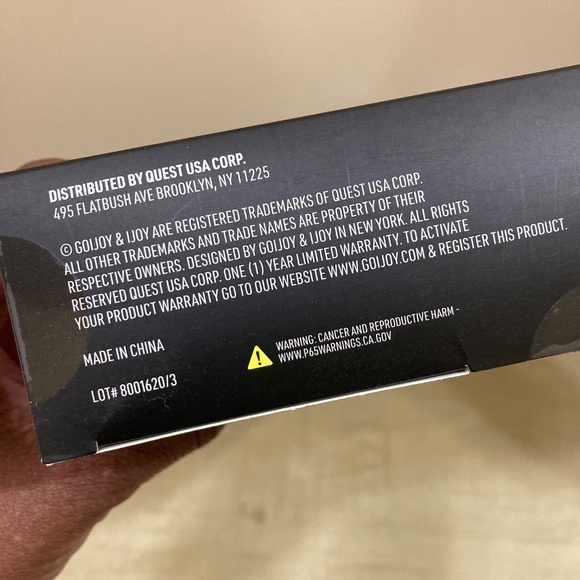 DISTRIBUTED BY QUEST USA CORP.
495 FLATBUSH AVE BROOKLYN, NY 11225
© GOIJOY & IJOY ARE REGISTERED TRADEMARKS OF QUEST USA CORP.
ALL OTHER TRADEMARKS AND TRADE NAMES ARE PROPERTY OF THEIR
RESPECTIVE OWNERS. DESIGNED BY GOIJOY & IJOY IN NEW YORK. ALL RIGHTS
RESERVED QUEST USA CORP. ONE (1) YEAR LIMITED WARRANTY. TO ACTIVATE
YOUR PRODUCT WARRANTY GO TO OUR WEBSITE WWW.GOIJOY.COM & REGISTER THIS PRODUCT.
MADE IN CHINA
WARNING: CANCER AND REPRODUCTIVE HARM -
WWW.P65WARNINGS.CA.GOV
LOT# 8001620/3